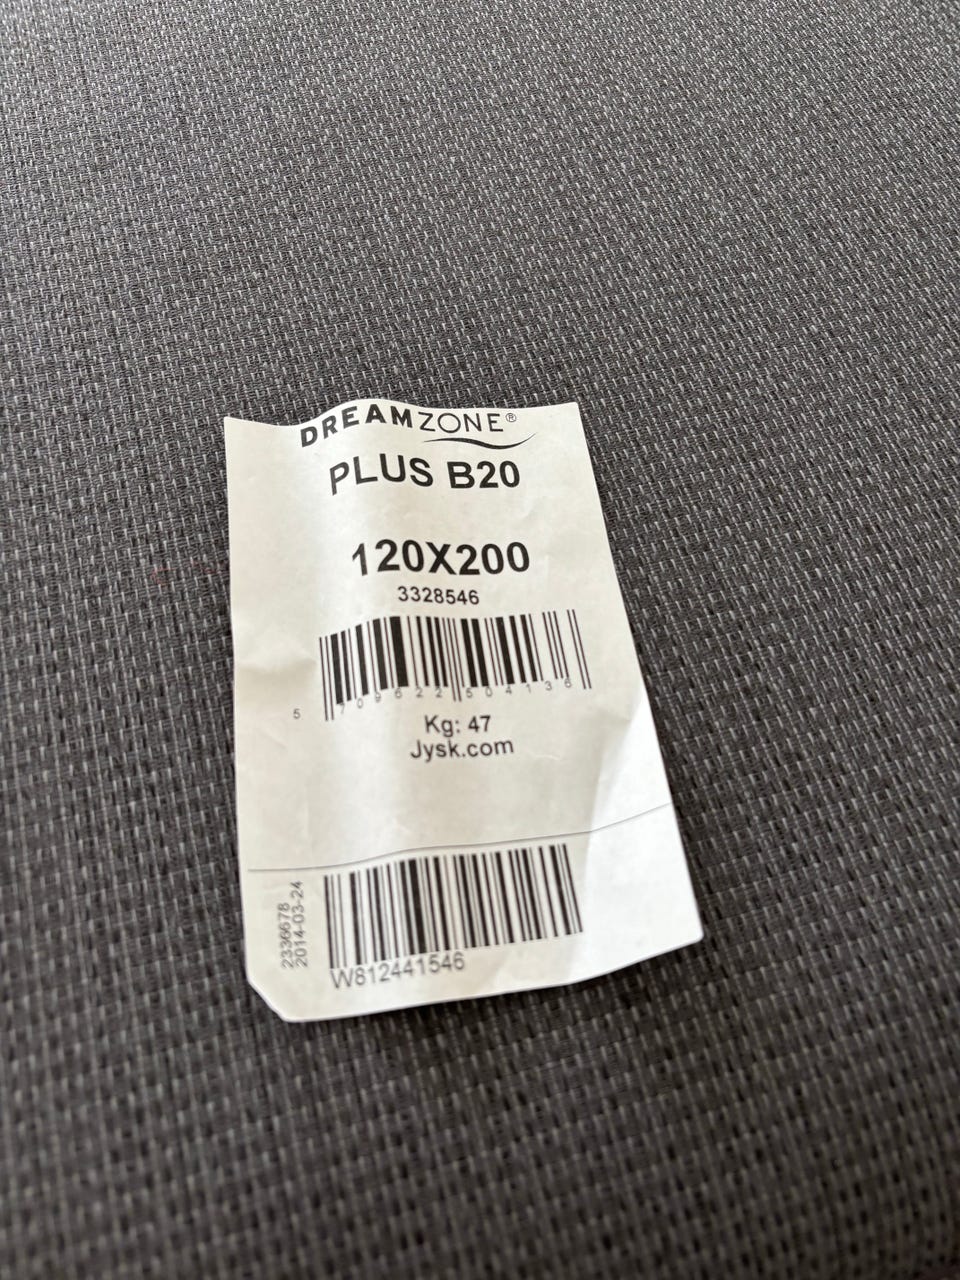 DREAMZONE®
PLUS B20
120X200
3328546
5 709622 504136
Kg: 47
Jysk.com
2336678
2014-03-24
W812441546